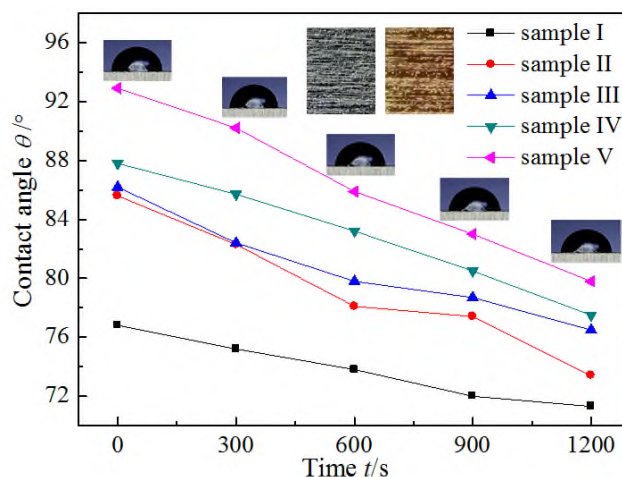 96
92
88
84
80
76
72
Contact angle θ/°
sample I
sample II
sample III
sample IV
sample V
0 300 600 900 1200
Time t/s